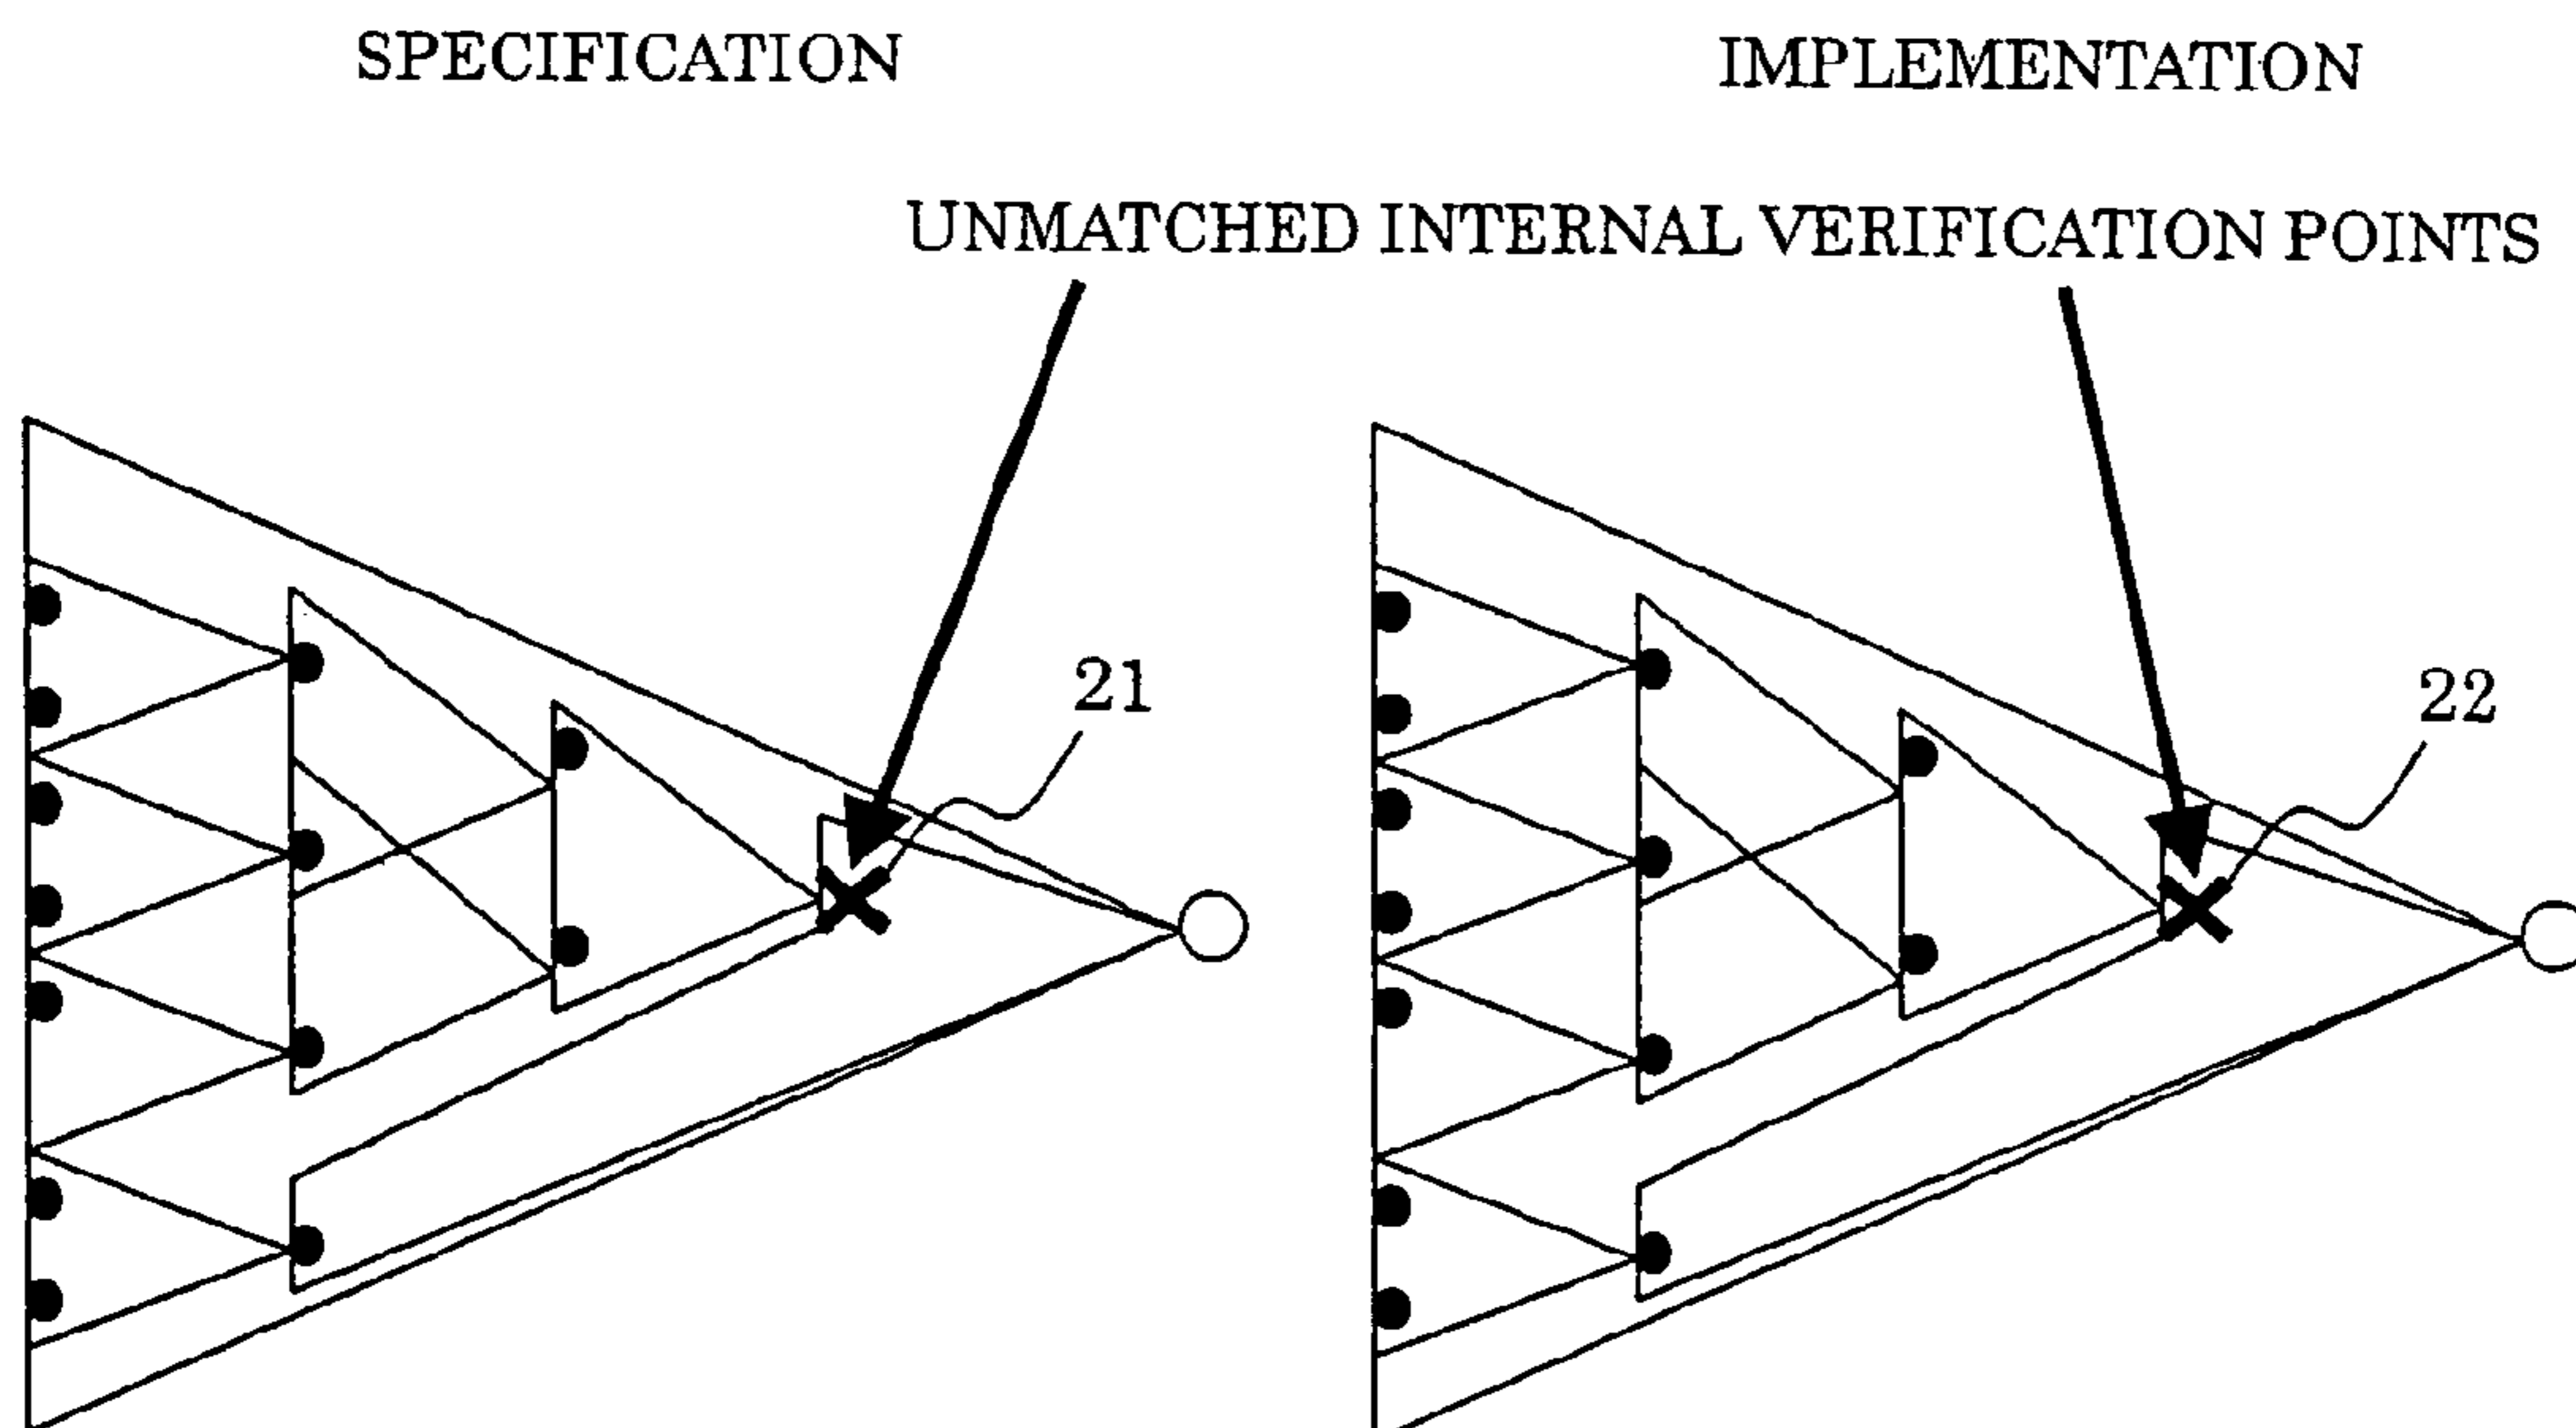 SPECIFICATION
IMPLEMENTATION
UNMATCHED INTERNAL VERIFICATION POINTS
21
22